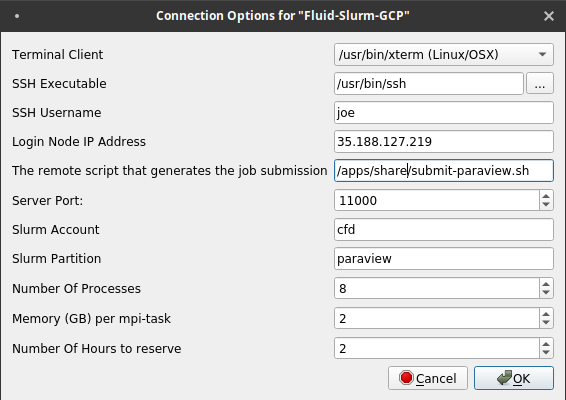 Connection Options for "Fluid-Slurm-GCP"
Terminal Client /usr/bin/xterm (Linux/OSX)
SSH Executable /usr/bin/ssh ...
SSH Username joe
Login Node IP Address 35.188.127.219
The remote script that generates the job submission /apps/share/submit-paraview.sh
Server Port: 11000
Slurm Account cfd
Slurm Partition paraview
Number Of Processes 8
Memory (GB) per mpi-task 2
Number Of Hours to reserve 2
Cancel OK